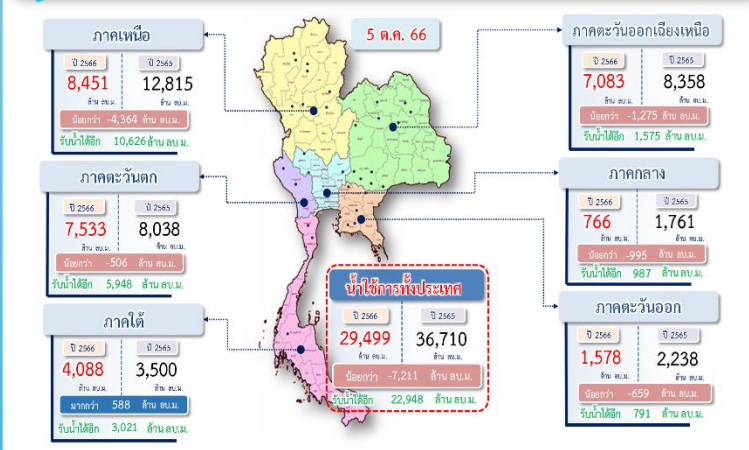 5 ต.ค. 66
ภาคเหนือ
ปี 2566 ปี 2565
8,451 12,815
ล้าน ลบ.ม. ล้าน ลบ.ม.
น้อยกว่า -4,364 ล้าน ลบ.ม.
รับน้ำได้อีก 10,626 ล้าน ลบ.ม.
ภาคตะวันตก
ปี 2566 ปี 2565
7,533 8,038
ล้าน ลบ.ม. ล้าน ลบ.ม.
น้อยกว่า -506 ล้าน ลบ.ม.
รับน้ำได้อีก 5,948 ล้าน ลบ.ม.
ภาคใต้
ปี 2566 ปี 2565
4,088 3,500
ล้าน ลบ.ม. ล้าน ลบ.ม.
มากกว่า 588 ล้าน ลบ.ม.
รับน้ำได้อีก 3,021 ล้าน ลบ.ม.
น้ำใช้การทั้งประเทศ
ปี 2566 ปี 2565
29,499 36,710
ล้าน ลบ.ม. ล้าน ลบ.ม.
น้อยกว่า -7,211 ล้าน ลบ.ม.
รับน้ำได้อีก 22,948 ล้าน ลบ.ม.
ภาคตะวันออกเฉียงเหนือ
ปี 2566 ปี 2565
7,083 8,358
ล้าน ลบ.ม. ล้าน ลบ.ม.
น้อยกว่า -1,275 ล้าน ลบ.ม.
รับน้ำได้อีก 1,575 ล้าน ลบ.ม.
ภาคกลาง
ปี 2566 ปี 2565
766 1,761
ล้าน ลบ.ม. ล้าน ลบ.ม.
น้อยกว่า -995 ล้าน ลบ.ม.
รับน้ำได้อีก 987 ล้าน ลบ.ม.
ภาคตะวันออก
ปี 2566 ปี 2565
1,578 2,238
ล้าน ลบ.ม. ล้าน ลบ.ม.
น้อยกว่า -659 ล้าน ลบ.ม.
รับน้ำได้อีก 791 ล้าน ลบ.ม.